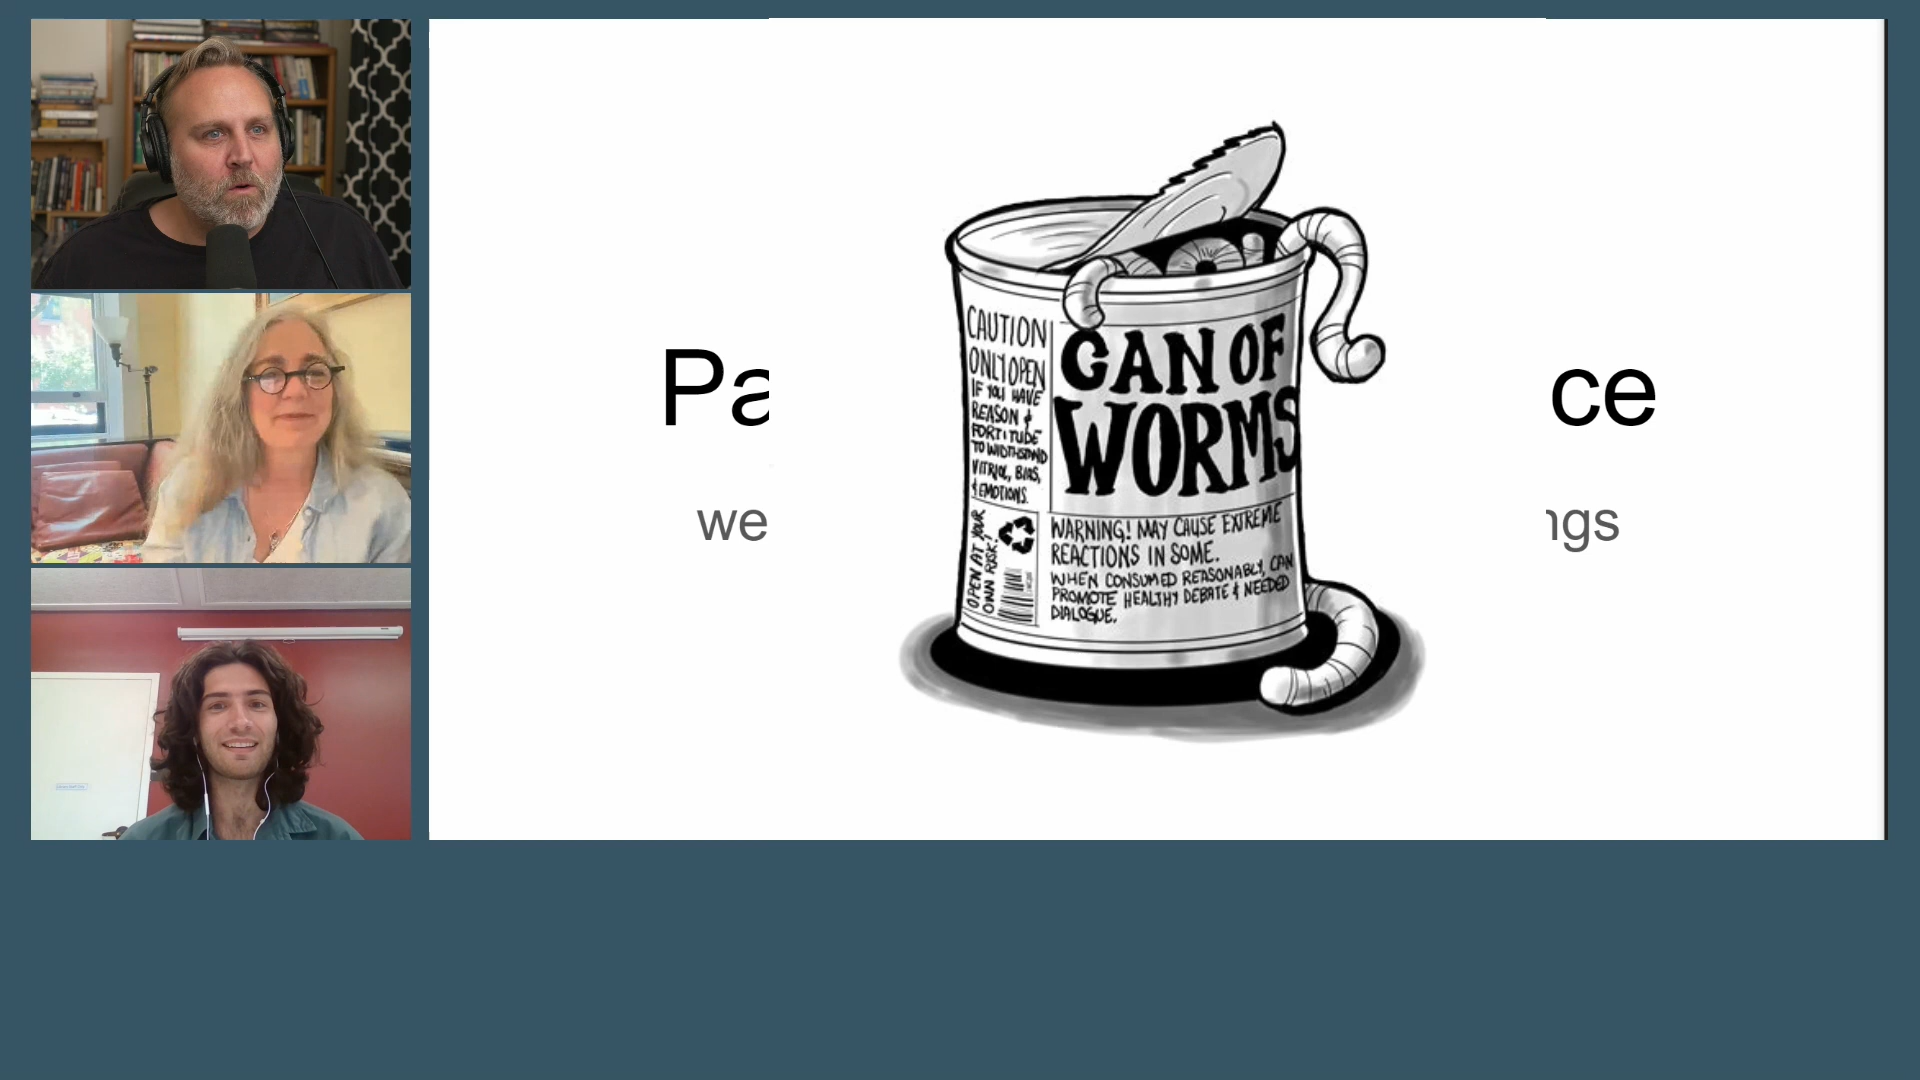 Pa
ce
we
ngs
CAUTION
ONLY OPEN
IF YOU HAVE
REASON &
FORTITUDE
TO WIDTHSTAND
VITRIOL, BIAS,
& EMOTIONS.
OPEN AT YOUR
OWN RISK!
CAN OF
WORMS
WARNING! MAY CAUSE EXTREME
REACTIONS IN SOME.
WHEN CONSUMED REASONABLY, CAN
PROMOTE HEALTHY DEBATE & NEEDED
DIALOGUE.